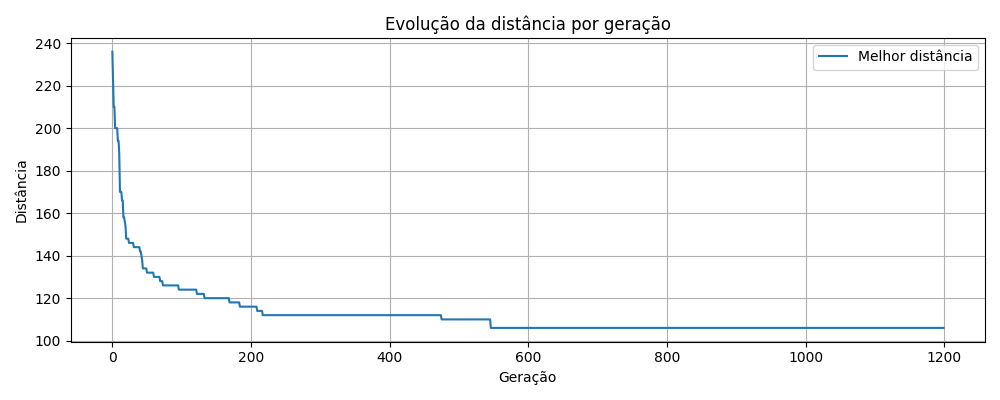 Evolução da distância por geração
Melhor distância
Distância
240
220
200
180
160
140
120
100
0 200 400 600 800 1000 1200
Geração